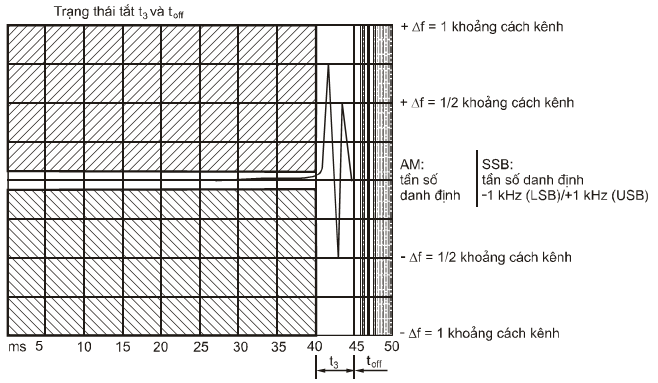 Trạng thái tắt t3 và toff
+ Δf = 1 khoảng cách kênh
+ Δf = 1/2 khoảng cách kênh
AM:
tần số
danh định
SSB:
tần số danh định
-1 kHz (LSB)/+1 kHz (USB)
- Δf = 1/2 khoảng cách kênh
- Δf = 1 khoảng cách kênh
ms 5 10 15 20 25 30 35 40 45 50
t3 toff